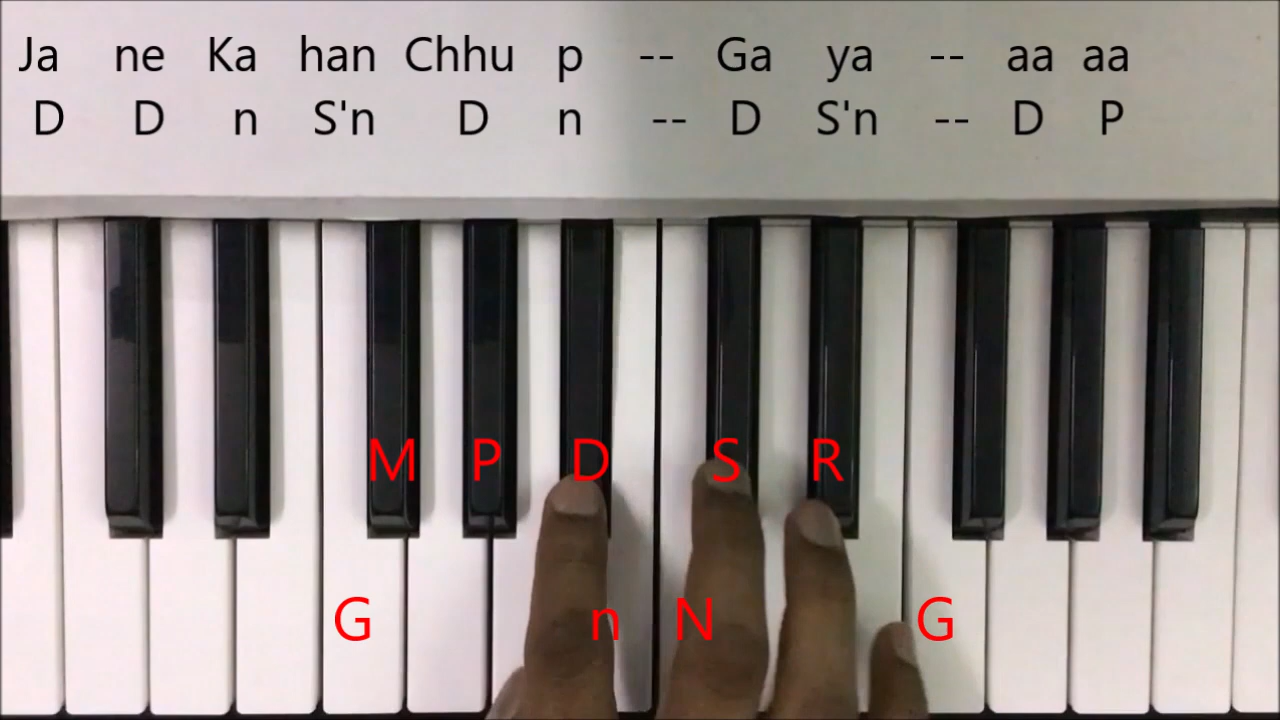 Ja ne Ka han Chhu p -- Ga ya -- aa aa
D D n S'n D n -- D S'n -- D P
M P D S R
G n N G